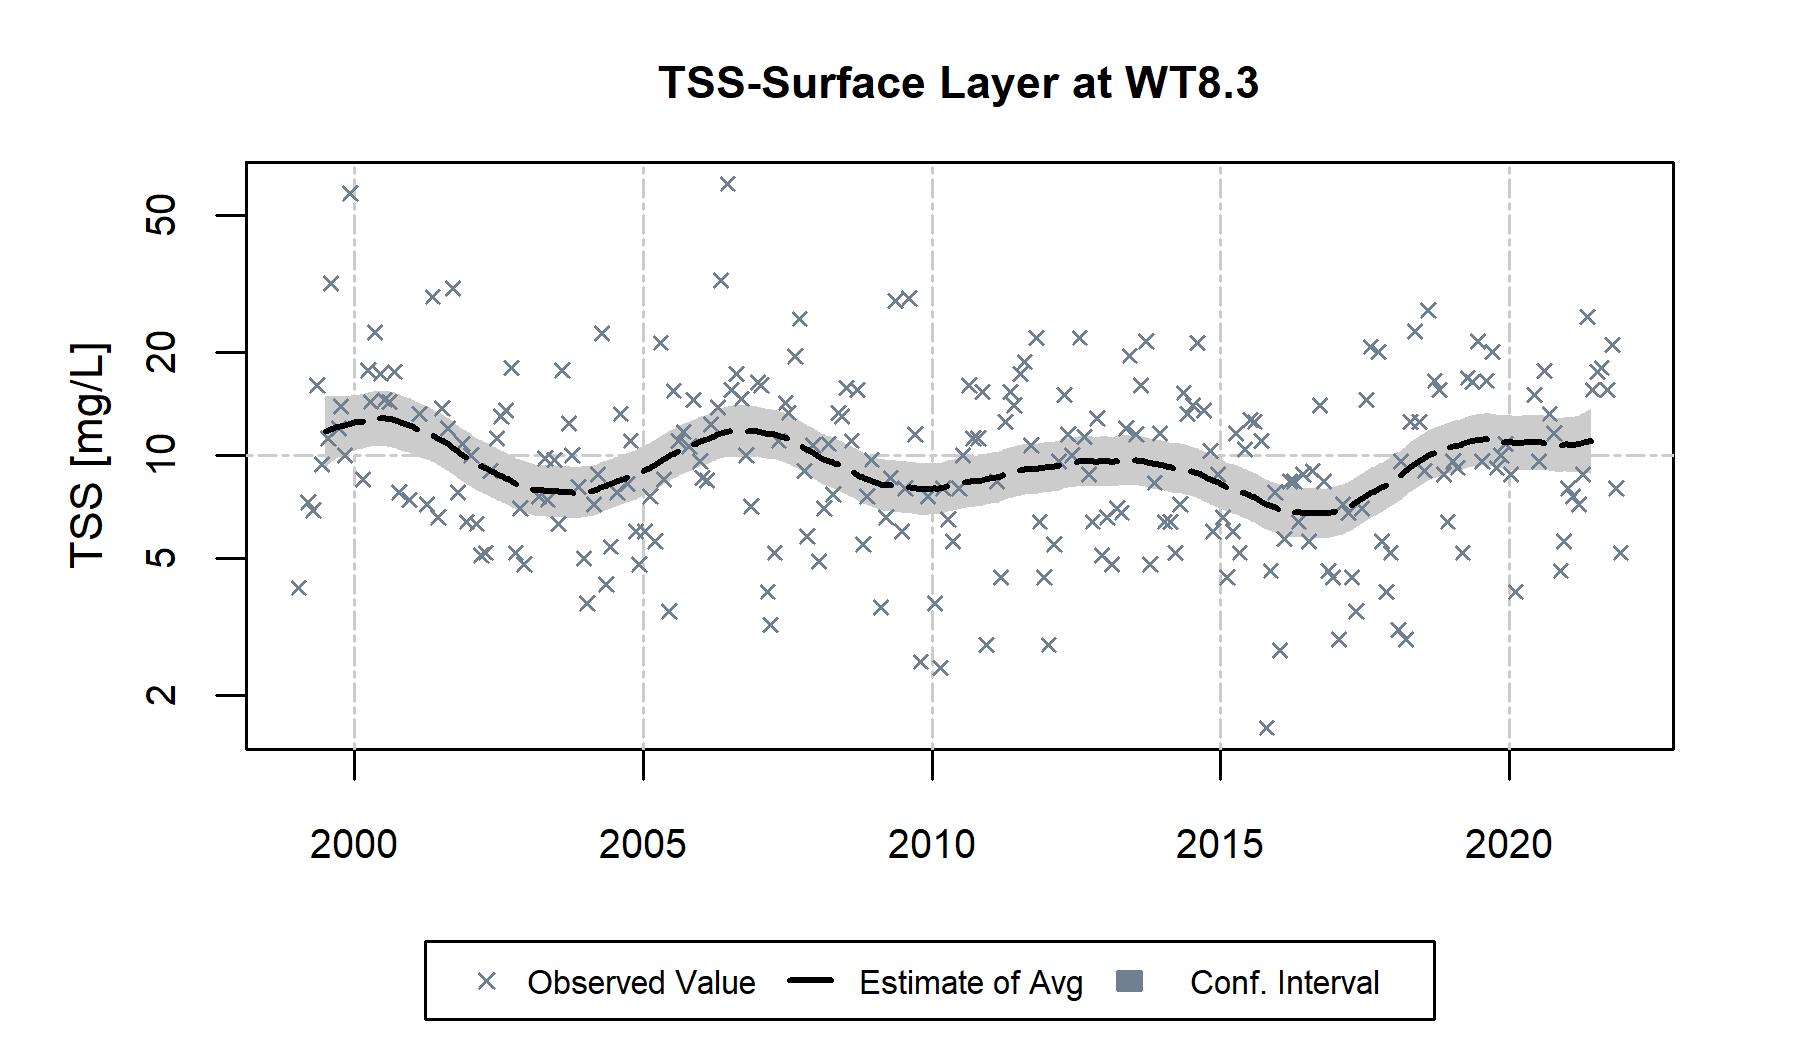 TSS-Surface Layer at WT8.3
TSS [mg/L]
50
20
10
5
2
2000 2005 2010 2015 2020
Observed Value Estimate of Avg Conf. Interval